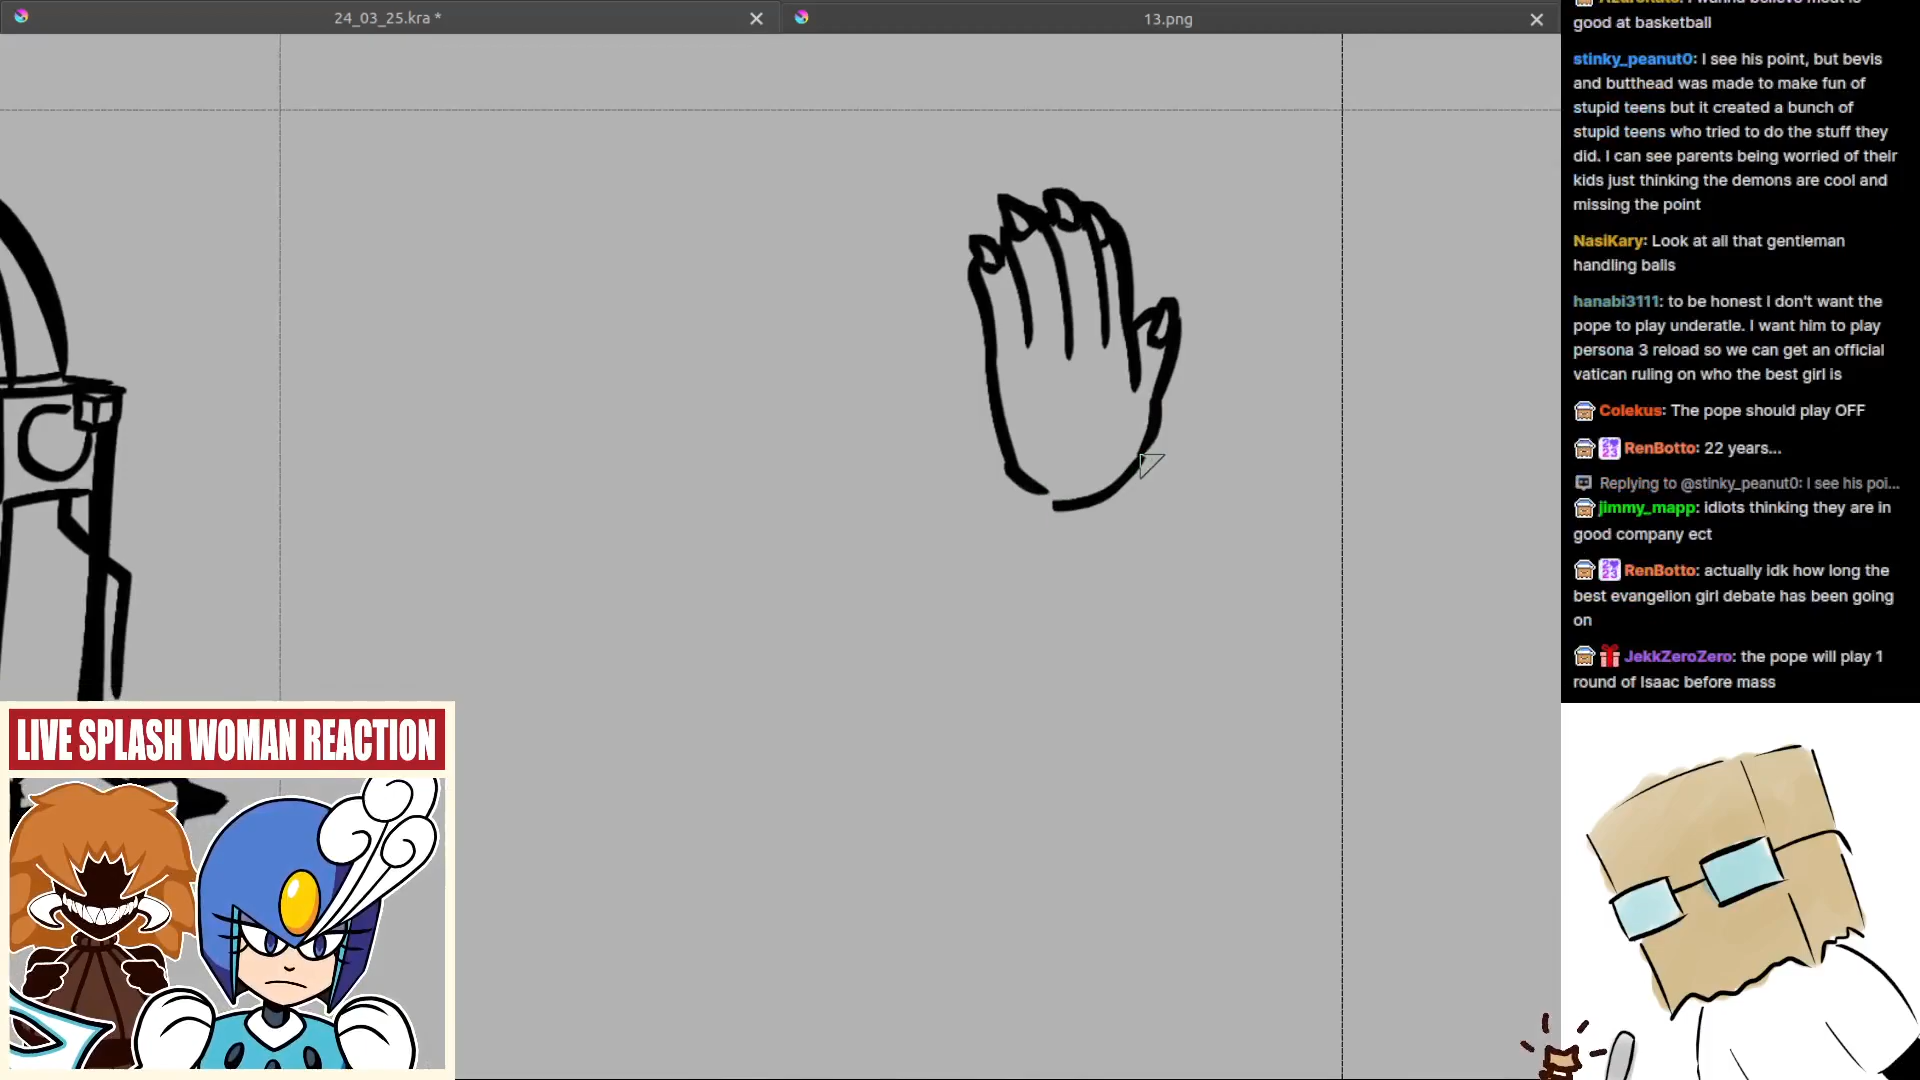 24_03_25.kra *
13.png
good at basketball
stinky_peanut0: I see his point, but bevis
and butthead was made to make fun of
stupid teens but it created a bunch of
stupid teens who tried to do the stuff they
did. I can see parents being worried of their
kids just thinking the demons are cool and
missing the point
NasiKary: Look at all that gentleman
handling balls
hanabi3111: to be honest I don't want the
pope to play underatle. I want him to play
persona 3 reload so we can get an official
vatican ruling on who the best girl is
Colekus: The pope should play OFF
RenBotto: 22 years...
Replying to @stinky_peanut0: I see his poi...
jimmy_mapp: idiots thinking they are in
good company ect
RenBotto: actually idk how long the
best evangelion girl debate has been going
on
JekkZeroZero: the pope will play 1
round of Isaac before mass
LIVE SPLASH WOMAN REACTION